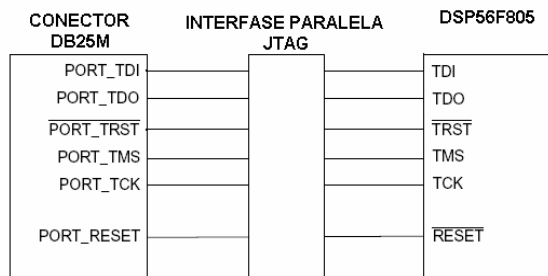 CONECTOR
DB25M
INTERFASE PARALELA
JTAG
DSP56F805
PORT_TDI
PORT_TDO
PORT_TRST
PORT_TMS
PORT_TCK
PORT_RESET
TDI
TDO
TRST
TMS
TCK
RESET